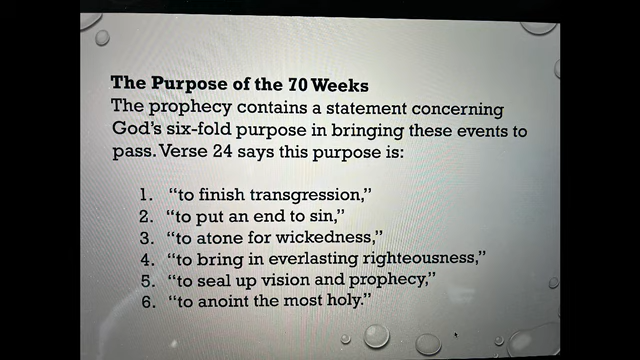 The Purpose of the 70 Weeks
The prophecy contains a statement concerning
God's six-fold purpose in bringing these events to
pass. Verse 24 says this purpose is:
1. "to finish transgression,"
2. "to put an end to sin,"
3. "to atone for wickedness,"
4. "to bring in everlasting righteousness,"
5. "to seal up vision and prophecy,"
6. "to anoint the most holy."